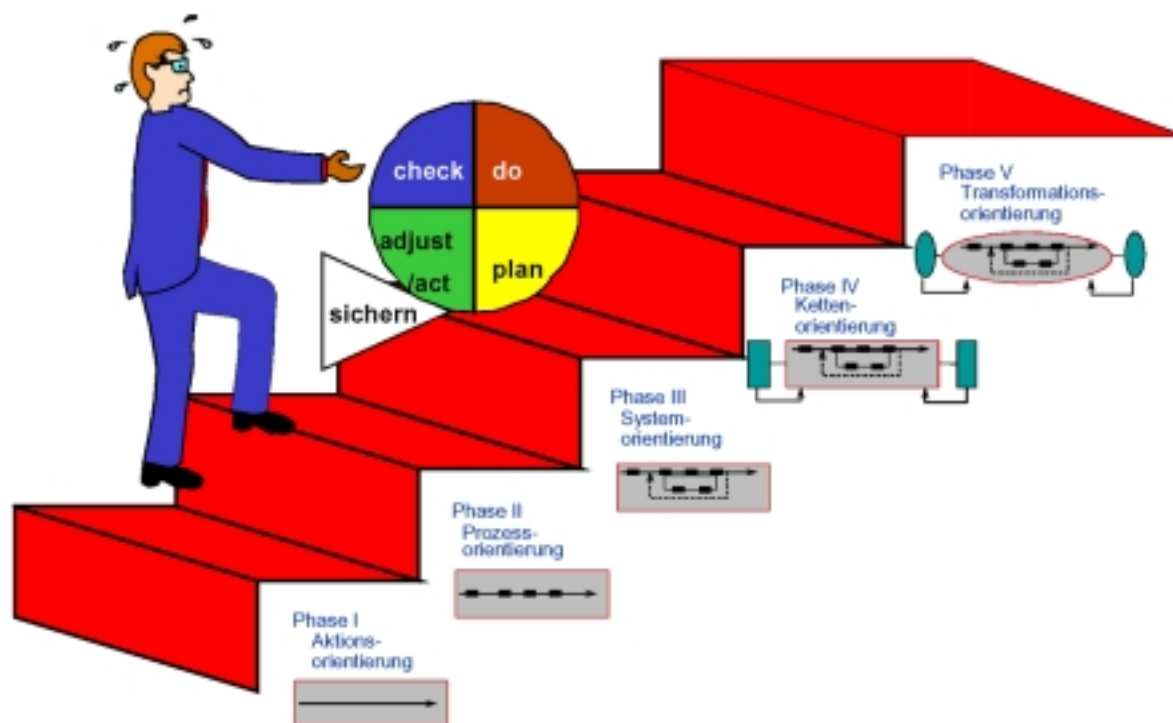 check
do
adjust
/act
plan
sichern
Phase V
Transformations-
orientierung
Phase IV
Ketten-
orientierung
Phase III
System-
orientierung
Phase II
Prozess-
orientierung
Phase I
Aktions-
orientierung